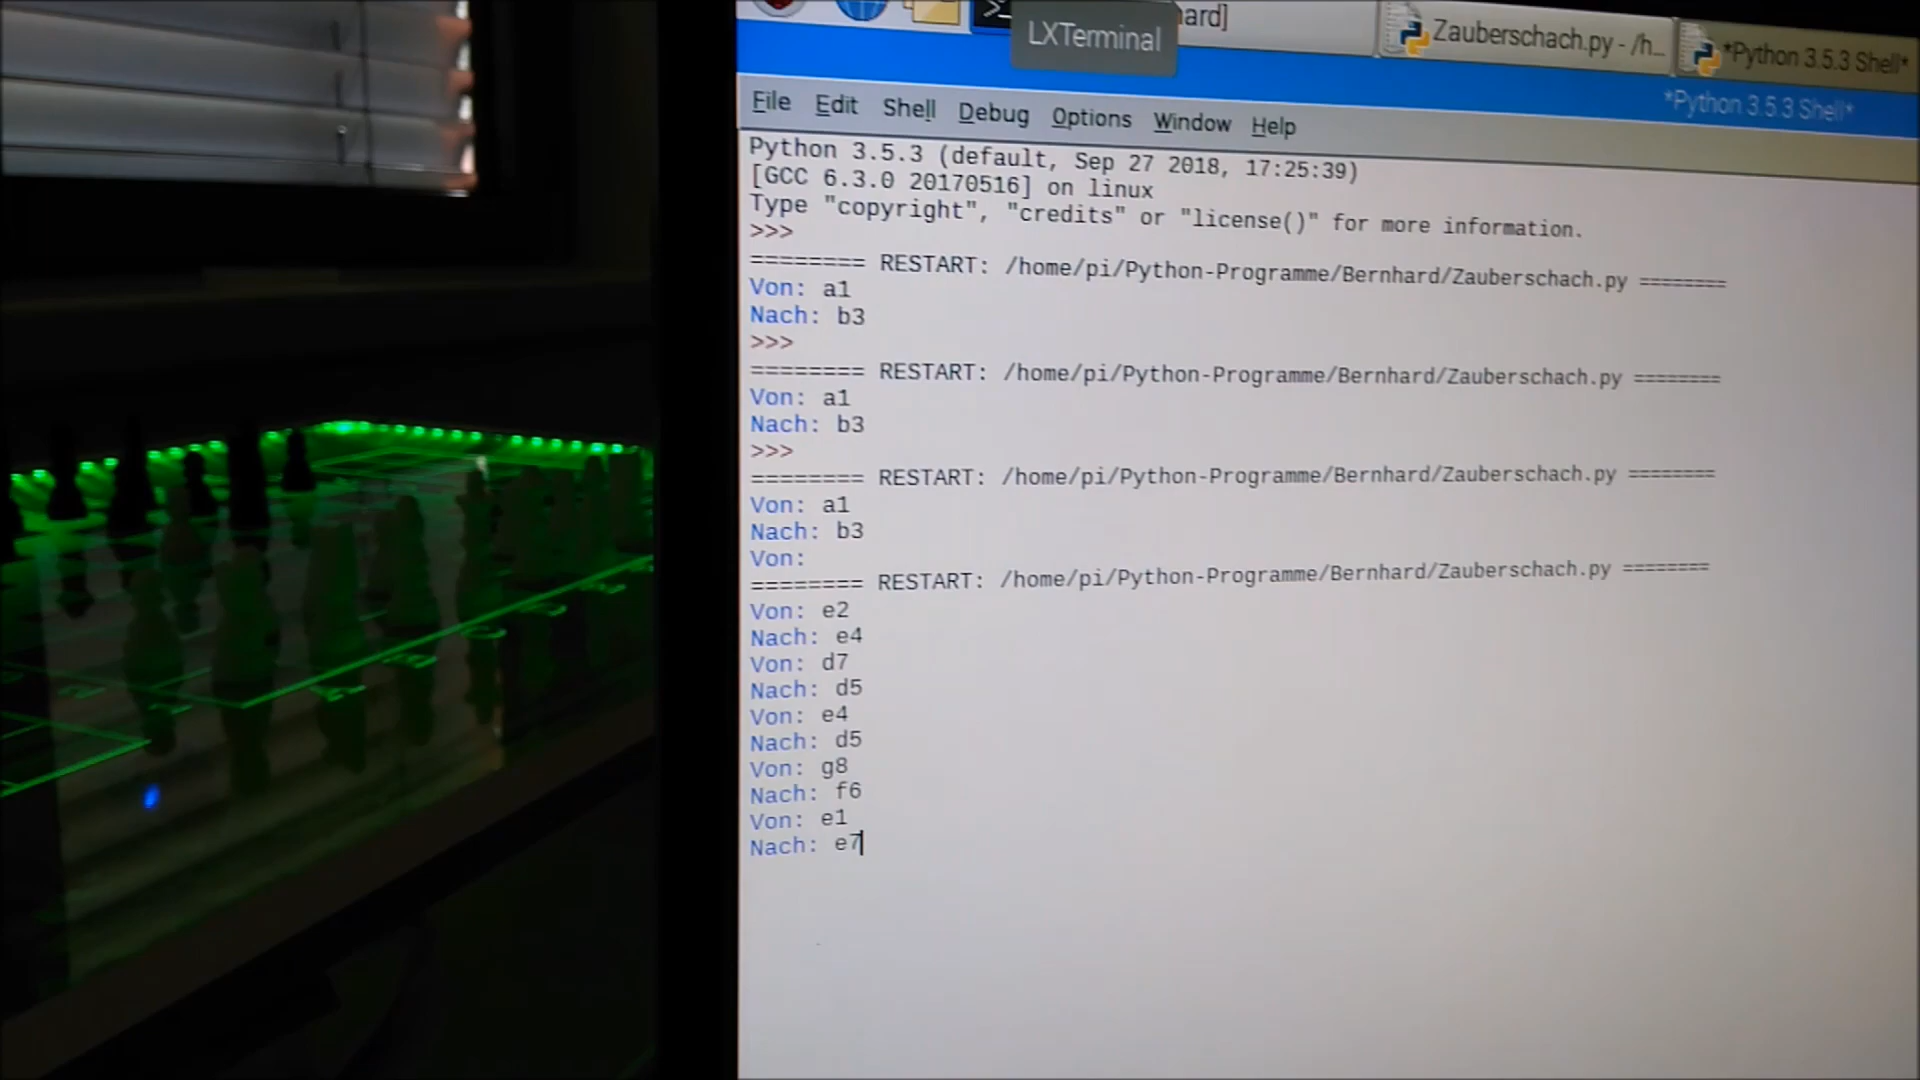 ard]
Zauberschach.py - /h...
*Python 3.5.3 Shell*
LXTerminal
*Python 3.5.3 Shell*
File Edit Shell Debug Options Window Help
Python 3.5.3 (default, Sep 27 2018, 17:25:39)
[GCC 6.3.0 20170516] on linux
Type "copyright", "credits" or "license()" for more information.
>>>
======== RESTART: /home/pi/Python-Programme/Bernhard/Zauberschach.py ========
Von: a1
Nach: b3
>>>
======== RESTART: /home/pi/Python-Programme/Bernhard/Zauberschach.py ========
Von: a1
Nach: b3
>>>
======== RESTART: /home/pi/Python-Programme/Bernhard/Zauberschach.py ========
Von: a1
Nach: b3
Von:
======== RESTART: /home/pi/Python-Programme/Bernhard/Zauberschach.py ========
Von: e2
Nach: e4
Von: d7
Nach: d5
Von: e4
Nach: d5
Von: g8
Nach: f6
Von: e1
Nach: e7